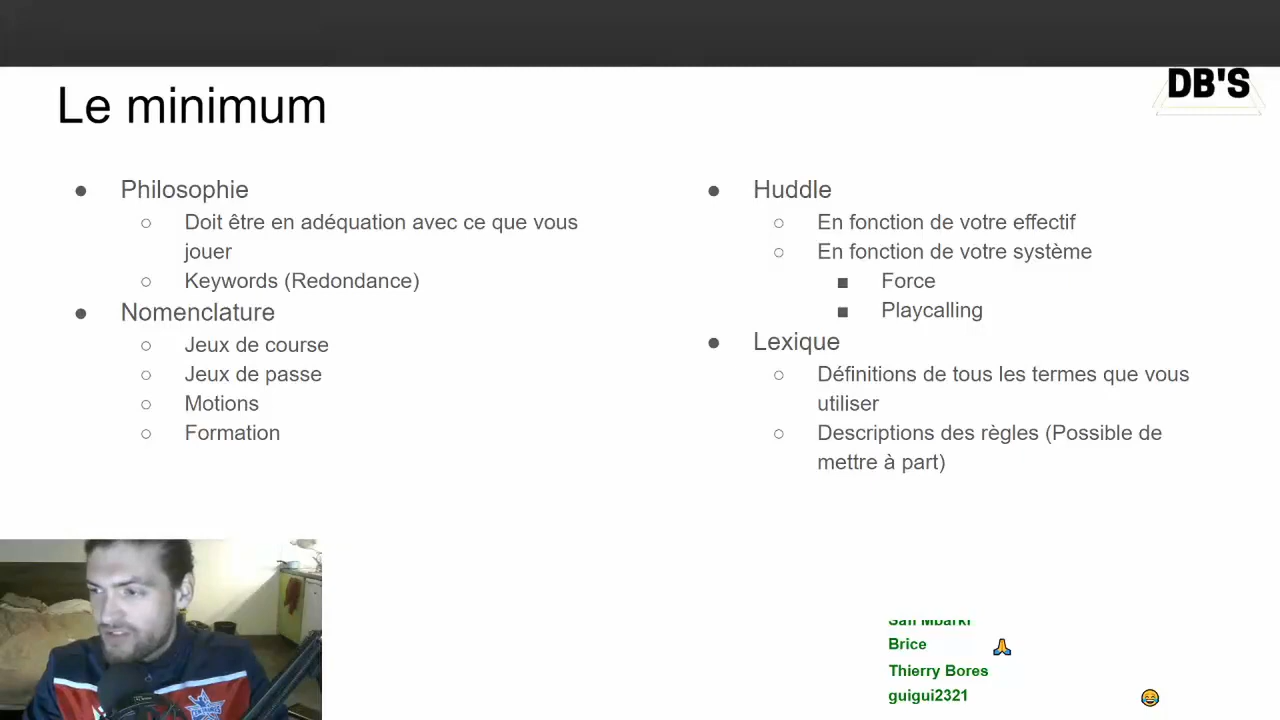 DB'S
Le minimum
Philosophie
Doit être en adéquation avec ce que vous
jouer
Keywords (Redondance)
Nomenclature
Jeux de course
Jeux de passe
Motions
Formation
Huddle
En fonction de votre effectif
En fonction de votre système
Force
Playcalling
Lexique
Définitions de tous les termes que vous
utiliser
Descriptions des règles (Possible de
mettre à part)
Brice
Thierry Bores
guigui2321